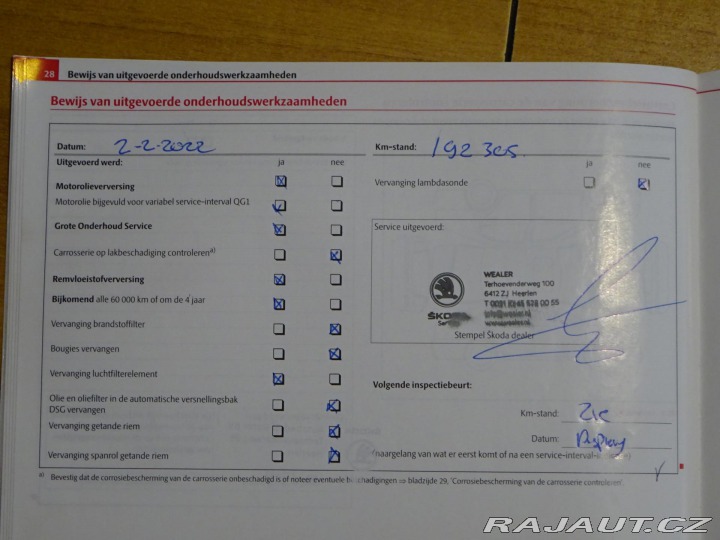 28 Bewijs van uitgevoerde onderhoudswerkzaamheden
Bewijs van uitgevoerde onderhoudswerkzaamheden
Datum: 2-2-2022
Km-stand: 192305
Uitgevoerd werd: ja nee
ja nee
Motorolieverversing
Vervanging lambdasonde
Motorolie bijgevuld voor variabel service-interval QG1
Grote Onderhoud Service
Service uitgevoerd:
Carrosserie op lakbeschadiging controleren a)
Remvloeistofverversing
Bijkomend alle 60 000 km of om de 4 jaar
Vervanging brandstoffilter
Bougies vervangen
Vervanging luchtfilterelement
Olie en oliefilter in de automatische versnellingsbak
DSG vervangen
Vervanging getande riem
Vervanging spanrol getande riem
WEALER
Terhoevenderweg 100
6412 ZJ Heerlen
ŠKODA
Stempel Škoda dealer
Volgende inspectiebeurt:
Km-stand: Zie
Datum: Display
(naargelang van wat er eerst komt of na een service-interval-
a) Bevestig dat de corrosiebescherming van de carrosserie onbeschadigd is of noteer eventuele beschadigingen ⇒ bladzijde 29, 'Corrosiebescherming van de carrosserie controleren'.
RAJAUT.CZ